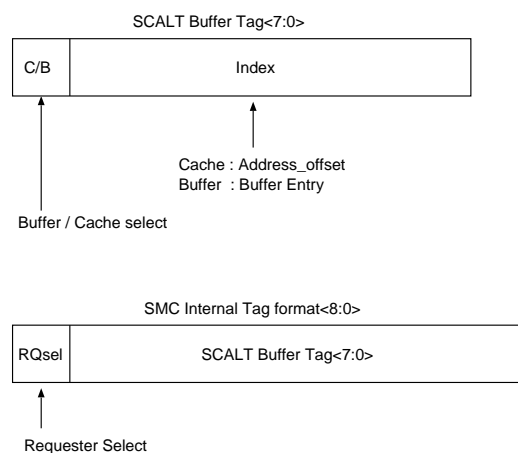 SCALT Buffer Tag<7:0>
C/B
Index
Cache : Address_offset
Buffer : Buffer Entry
Buffer / Cache select
SMC Internal Tag format<8:0>
RQsel
SCALT Buffer Tag<7:0>
Requester Select